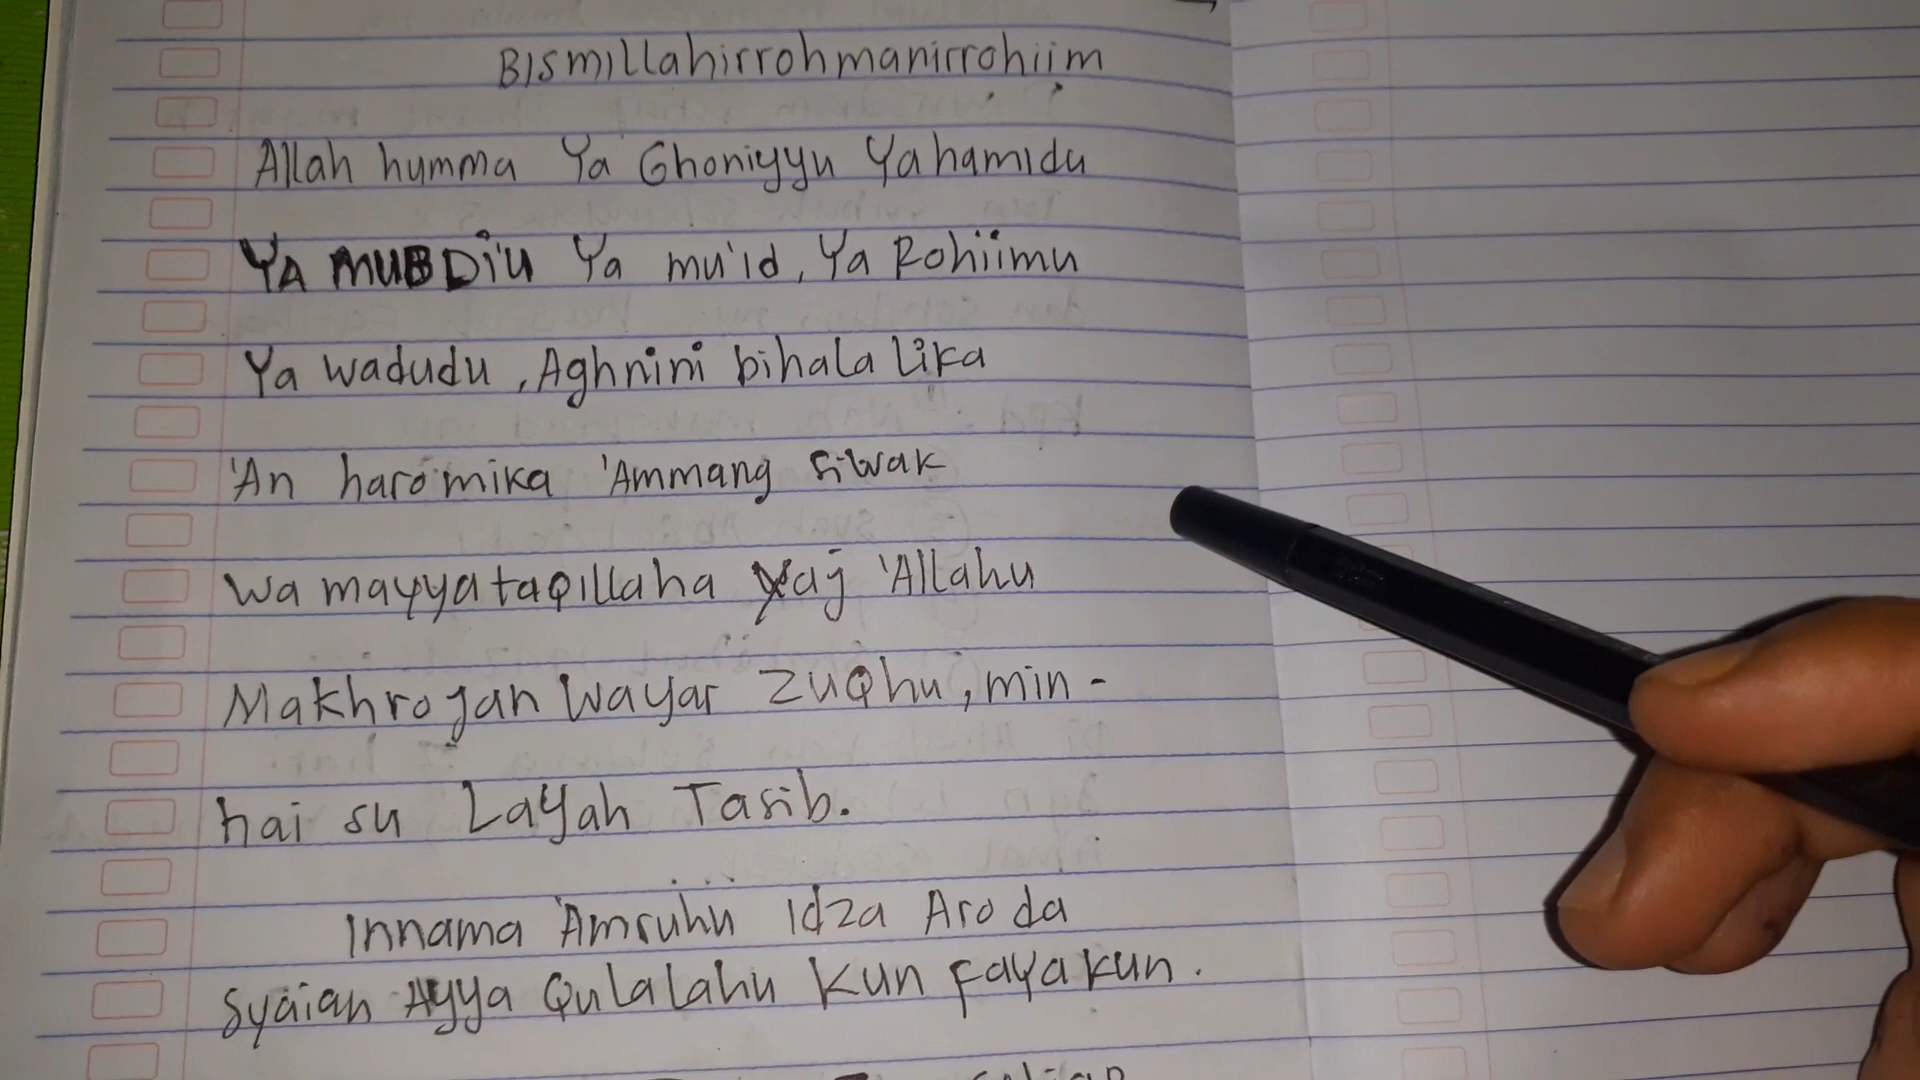 Bismillahirrohmanirrohiim
Allah humma Ya Ghoniyyu Yahamidu
YA MUBDi'u Ya mu'id, Ya Rohiimu
Ya wadudu, Aghnini bihala lika
'An haromika 'Ammang siwak
wa mayyataqillaha Yaj 'Allahu
Makhrojan Wayar zuqhu, min-
hai su Layah Tasib.
Innama 'Amruhu idza Aroda
Syaian Ayya Qulalahu Kun fayakun.